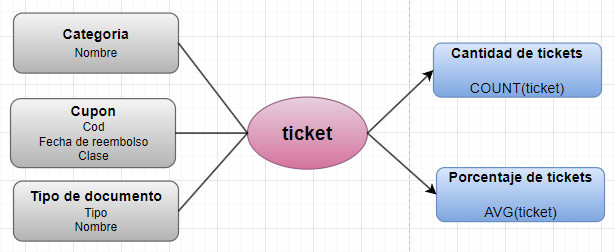 Categoria
Nombre
Cupon
Cod
Fecha de reembolso
Clase
Tipo de documento
Tipo
Nombre
ticket
Cantidad de tickets
COUNT(ticket)
Porcentaje de tickets
AVG(ticket)